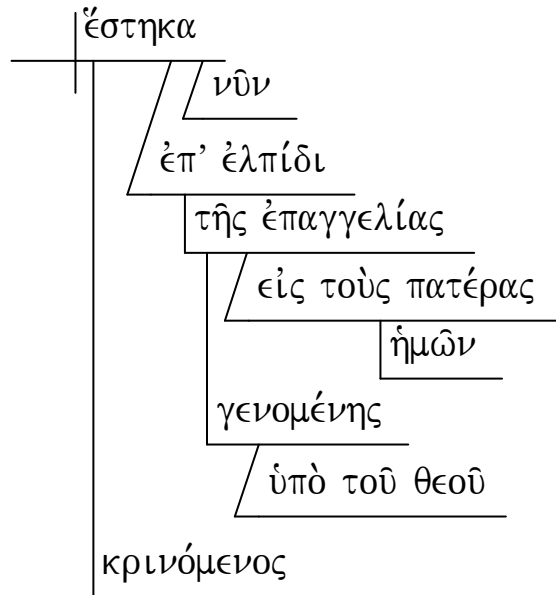 ἕστηκα
νῦν
ἐπ’ ἐλπίδι
τῆς ἐπαγγελίας
εἰς τοὺς πατέρας
ἡμῶν
γενομένης
ὑπὸ τοῦ θεοῦ
κρινόμενος